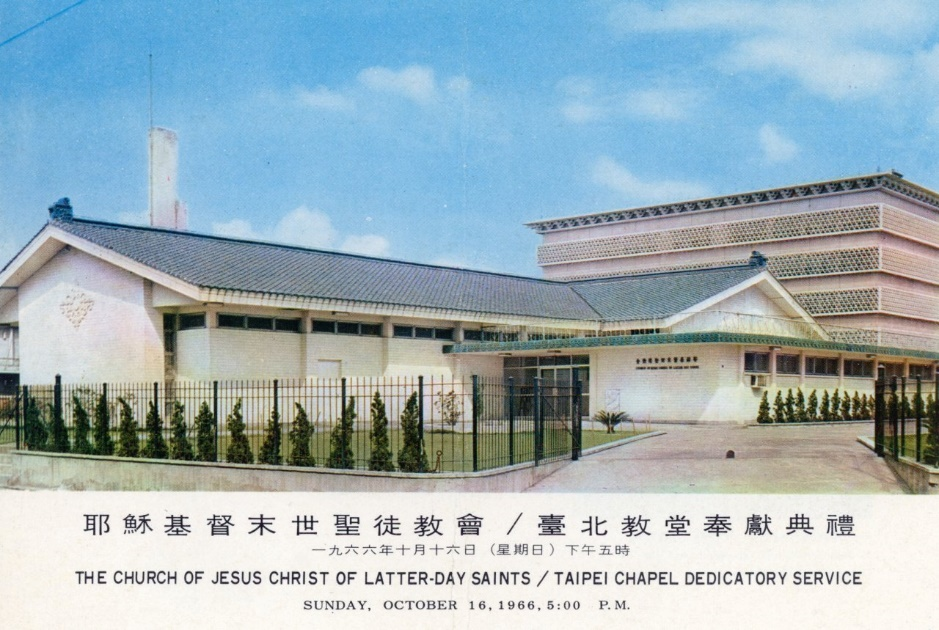 耶穌基督末世聖徒教會 / 臺北教堂奉獻典禮
一九六六年十月十六日（星期日）下午五時
THE CHURCH OF JESUS CHRIST OF LATTER-DAY SAINTS / TAIPEI CHAPEL DEDICATORY SERVICE
SUNDAY, OCTOBER 16, 1966, 5:00 P.M.